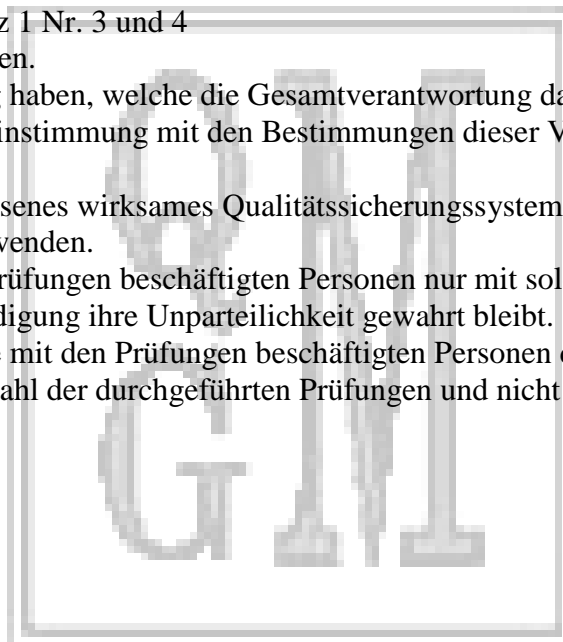 z 1 Nr. 3 und 4
en.
g haben, welche die Gesamtverantwortung da
instimmung mit den Bestimmungen dieser V
senes wirksames Qualitätssicherungssystem
wenden.
rüfungen beschäftigten Personen nur mit sol
digung ihre Unparteilichkeit gewahrt bleibt.
e mit den Prüfungen beschäftigten Personen
ahl der durchgeführten Prüfungen und nicht
QM
GM